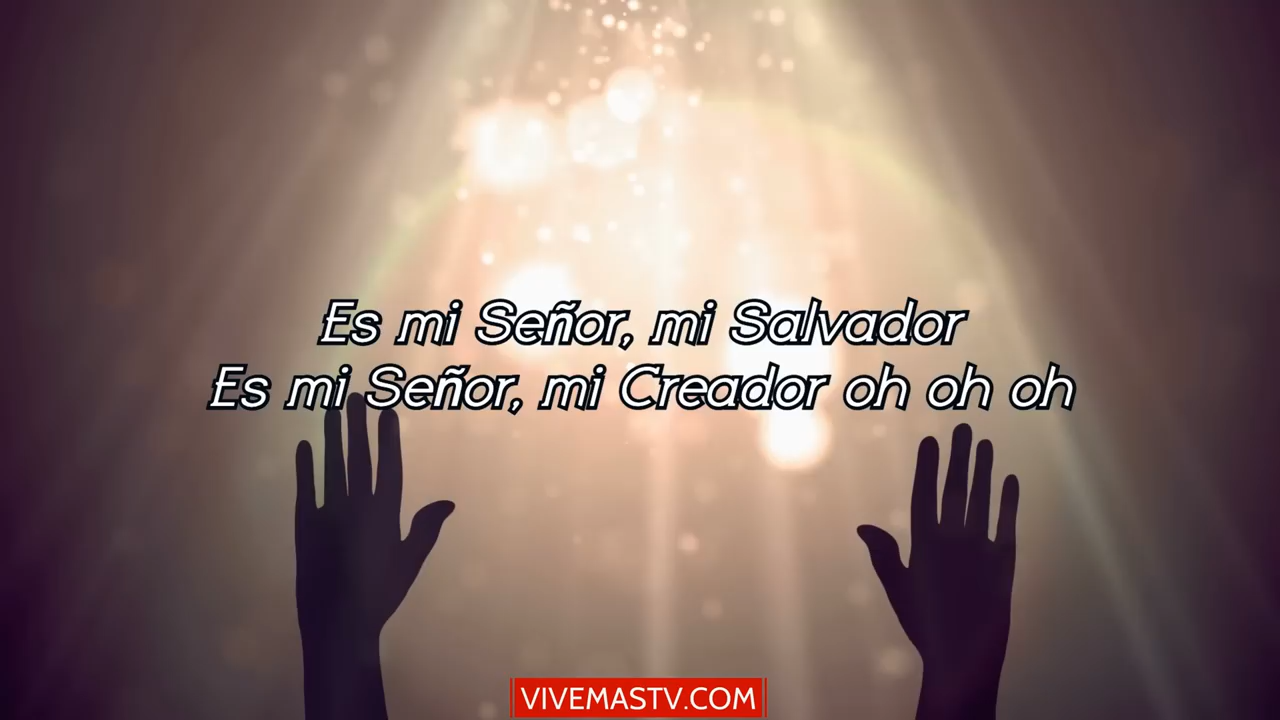 Es mi Señor, mi Salvador
Es mi Señor, mi Creador oh oh oh
VIVEMASTV.COM